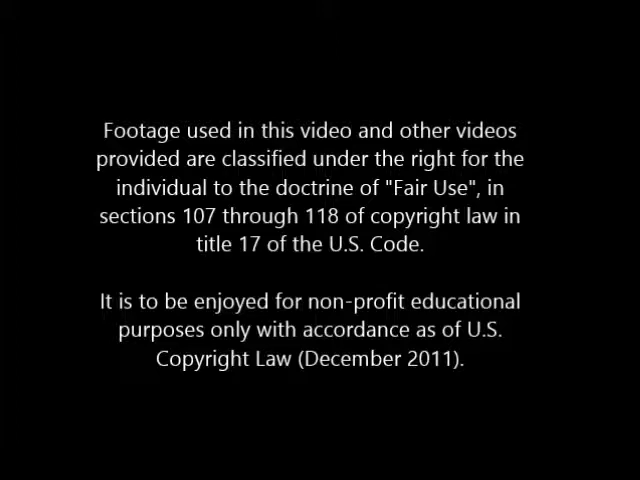 Footage used in this video and other videos
provided are classified under the right for the
individual to the doctrine of "Fair Use", in
sections 107 through 118 of copyright law in
title 17 of the U.S. Code.
It is to be enjoyed for non-profit educational
purposes only with accordance as of U.S.
Copyright Law (December 2011).